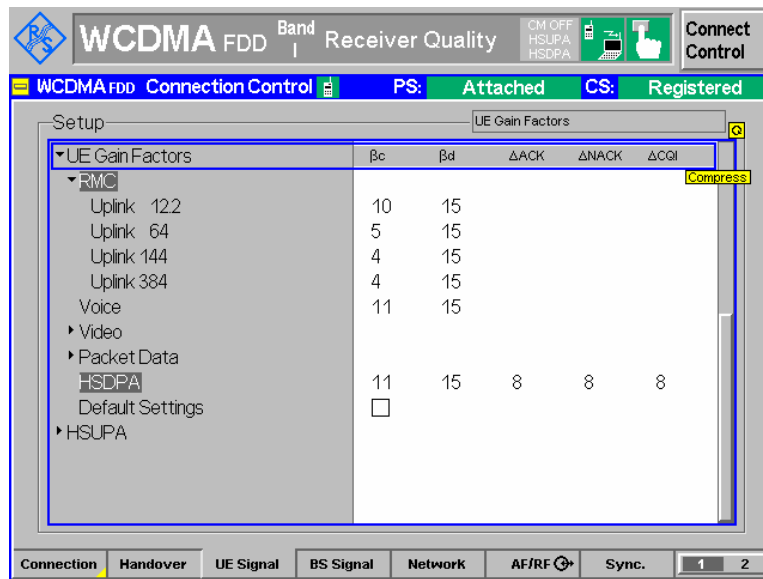 R S
WCDMA FDD Band I Receiver Quality CM OFF HSUPA HSDPA Connect Control
WCDMA FDD Connection Control PS: Attached CS: Registered
Setup UE Gain Factors
Q
UE Gain Factors βc βd ΔACK ΔNACK ΔCQI
Compress
RMC
Uplink 12.2 10 15
Uplink 64 5 15
Uplink 144 4 15
Uplink 384 4 15
Voice 11 15
Video
Packet Data
HSDPA 11 15 8 8 8
Default Settings
HSUPA
Connection Handover UE Signal BS Signal Network AF/RF Sync. 1 2